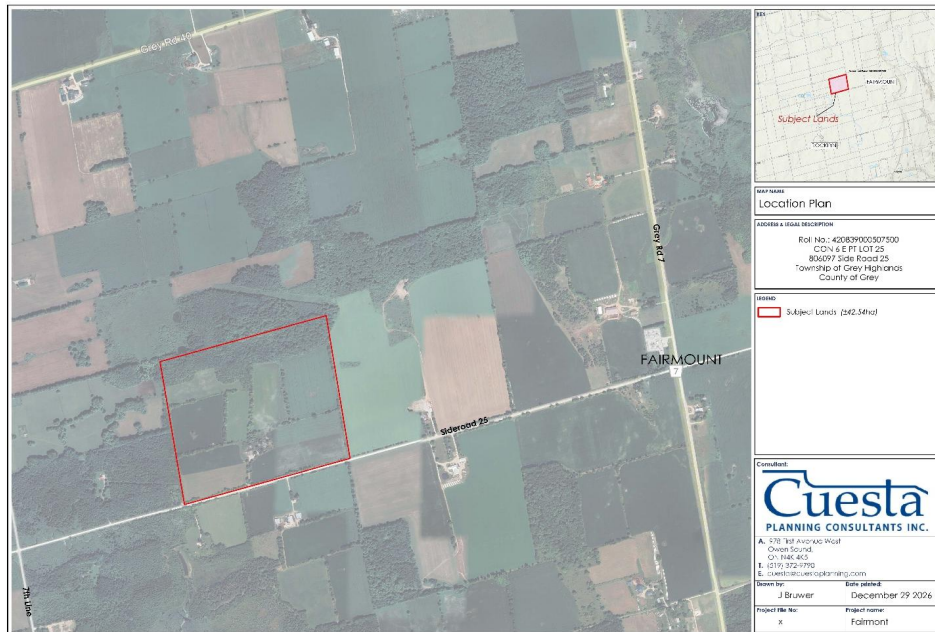 Grey Rd 40
Grey Rd 7
FAIRMOUNT
7
Sideroad 25
7th Line
KEY
FAIRMOUNT
Subject Lands
MAP NAME
Location Plan
ADDRESS & LEGAL DESCRIPTION
Roll No.: 420839000507500
CON 6 E PT LOT 25
806097 Side Road 25
Township of Grey Highlands
County of Grey
LEGEND
Subject Lands (±42.54ha)
Consultant:
Cuesta
PLANNING CONSULTANTS INC.
A. 978 First Avenue West
Owen Sound,
ON N4K 4K5
T. (519) 372-9790
E. cuesta@cuestaplanning.com
Drawn by:
J Bruwer
Date printed:
December 29 2026
Project File No:
x
Project name:
Fairmont